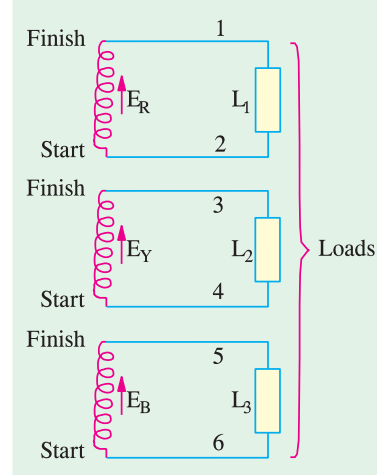 1
Finish
E_R L_1
2
Start
Finish
3
E_Y L_2 Loads
4
Start
Finish
5
E_B L_3
6
Start